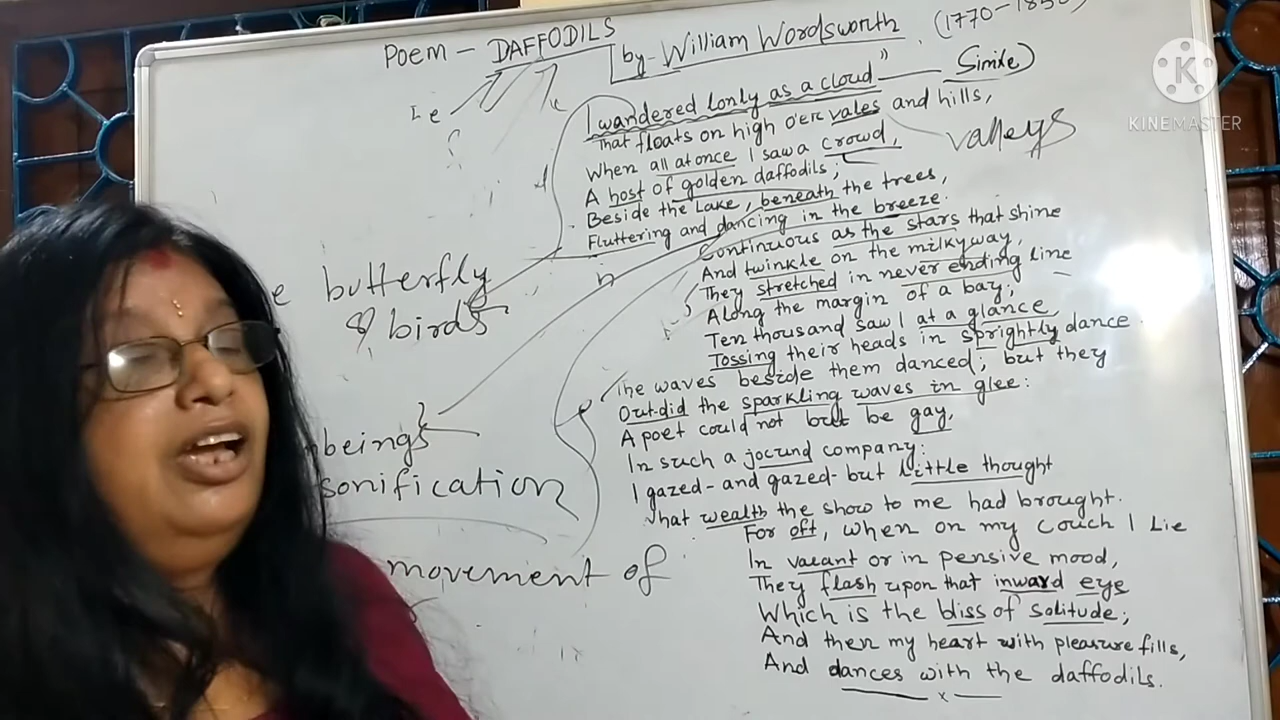 Poem - DAFFODILS by - William Wordsworth (1770-1850)
I wandered lonly as a cloud" Simile)
That floats on high o'er vales and hills,
valleys
When all at once I saw a crowd,
A host of golden daffodils;
Beside the Lake, beneath the trees,
Fluttering and dancing in the breeze.
Continuous as the stars that shine
And twinkle on the milkyway,
They stretched in never ending line
Along the margin of a bay;
Ten thousand saw I at a glance,
Tossing their heads in sprightly dance.
The waves beside them danced; but they
Out-did the sparkling waves in glee:
A poet could not but be gay,
In such a jocund company:
I gazed - and gazed - but little thought
What wealth the show to me had brought.
For oft, when on my couch I Lie
In vacant or in pensive mood,
They flash upon that inward eye
Which is the bliss of solitude;
And then my heart with pleasure fills,
And dances with the daffodils.
x
I e
e butterfly
& birds
beings}
sonification
movement of
K
KINEMASTER